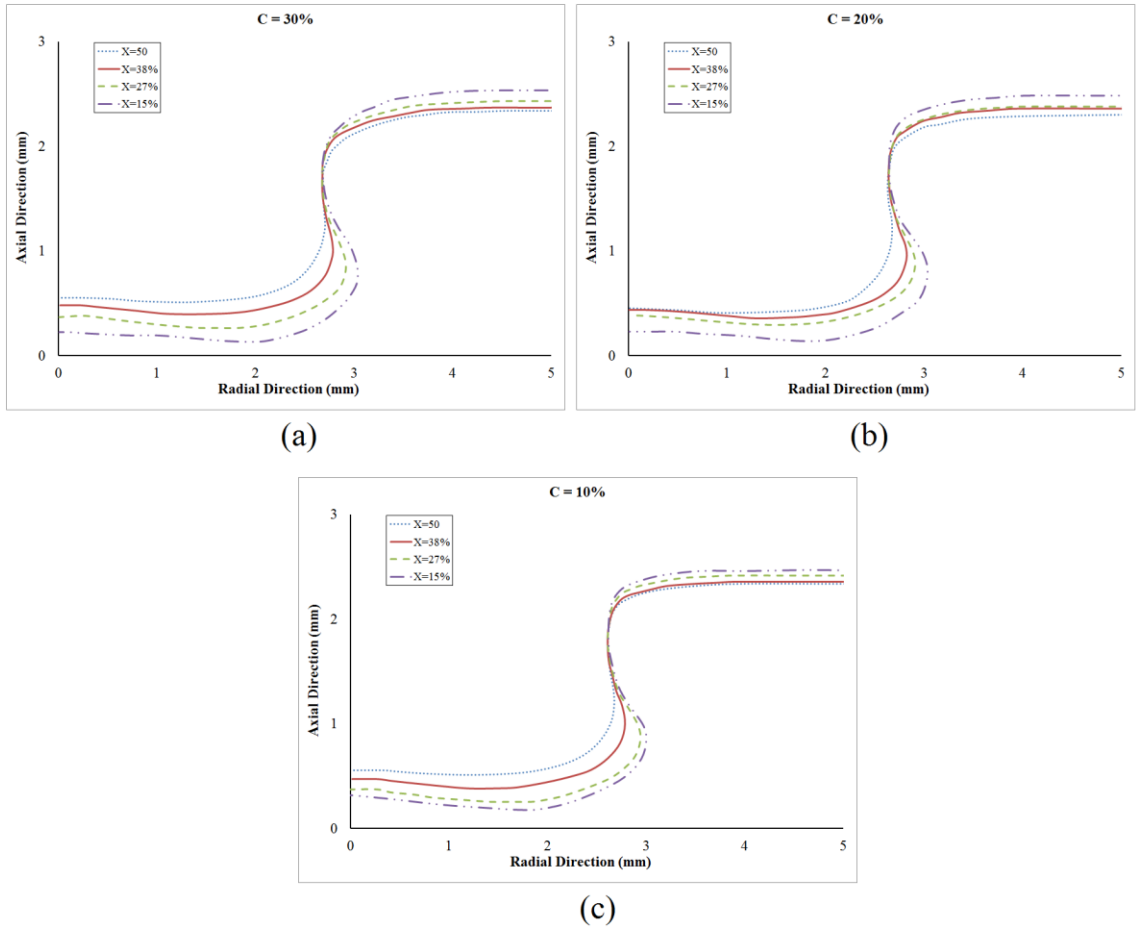 C = 30%
3
2
1
0
Axial Direction (mm)
X=50
X=38%
X=27%
X=15%
0 1 2 3 4 5
Radial Direction (mm)
(a)
C = 20%
3
2
1
0
Axial Direction (mm)
X=50
X=38%
X=27%
X=15%
0 1 2 3 4 5
Radial Direction (mm)
(b)
C = 10%
3
2
1
0
Axial Direction (mm)
X=50
X=38%
X=27%
X=15%
0 1 2 3 4 5
Radial Direction (mm)
(c)